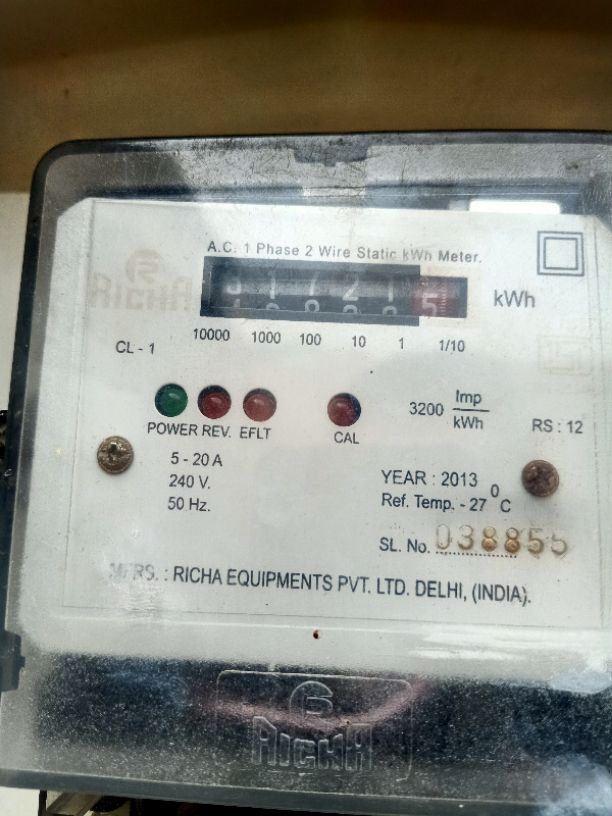 A.C. 1 Phase 2 Wire Static kWh Meter.
RICHA
31721 5 kWh
10000 1000 100 10 1 1/10
CL - 1
3200 Imp/kWh
RS : 12
POWER REV. EFLT CAL
5 - 20 A
240 V.
50 Hz.
YEAR : 2013
Ref. Temp. - 27 °C
SL. No. 038855
MFRS. : RICHA EQUIPMENTS PVT. LTD. DELHI, (INDIA).
RICHA